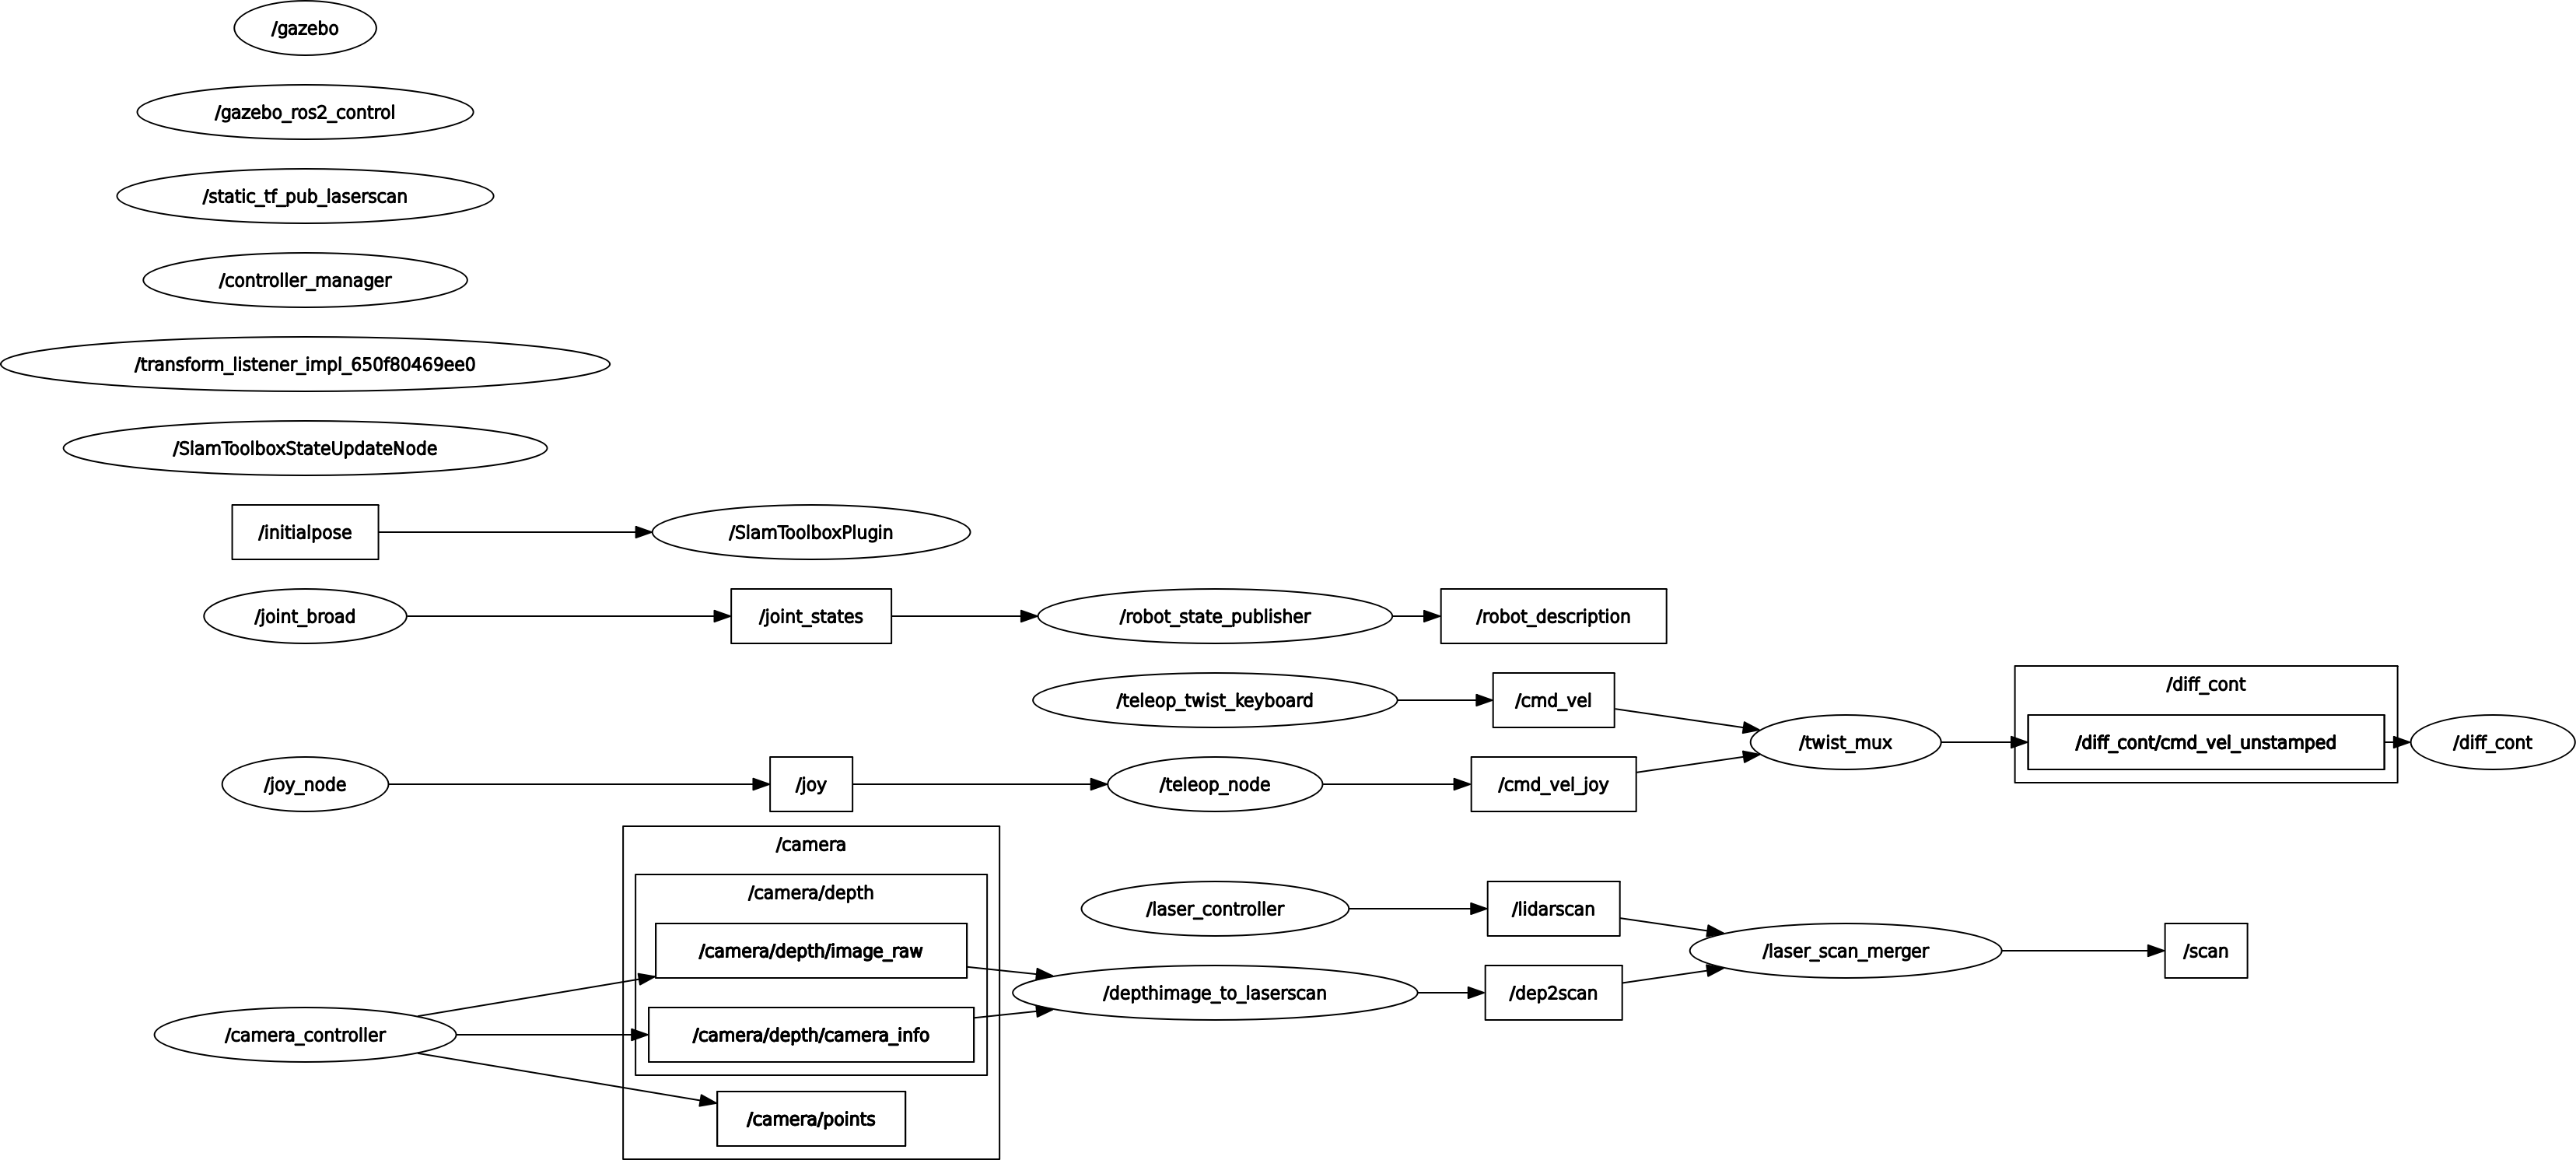 /gazebo
/gazebo_ros2_control
/static_tf_pub_laserscan
/controller_manager
/transform_listener_impl_650f80469ee0
/SlamToolboxStateUpdateNode
/initialpose
/SlamToolboxPlugin
/joint_broad
/joint_states
/robot_state_publisher
/robot_description
/teleop_twist_keyboard
/cmd_vel
/joy_node
/joy
/teleop_node
/cmd_vel_joy
/twist_mux
/diff_cont
/diff_cont/cmd_vel_unstamped
/diff_cont
/camera
/camera/depth
/camera/depth/image_raw
/camera/depth/camera_info
/camera/points
/camera_controller
/laser_controller
/lidarscan
/depthimage_to_laserscan
/dep2scan
/laser_scan_merger
/scan